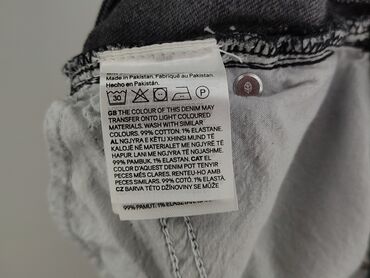 Made in Pakistan. Fabriqué au Pakistan.
Hecho en Pakistán.
30 P
GB THE COLOUR OF THIS DENIM MAY
TRANSFER ONTO LIGHT COLOURED
MATERIALS. WASH WITH SIMILAR
COLOURS. 99% COTTON. 1% ELASTANE.
AL NGJYRA E KËTIJ XHINSI MUND TË
KALOJË NË MATERIALET ME NGJYRË TË
HAPUR. LANI ME NGJYRA TË NGJASHME.
99% PAMBUK. 1% ELASTAN. CAT EL
COLOR D'AQUEST DENIM POT TENYIR
PECES MÉS CLARES. RENTEU-HO AMB
PECES SIMILARS. 99% COTÓ. 1% ELASTÀ
CZ BARVA TÉTO DŽÍNOVINY SE MŮŽE
99% PAMUT. 1% ELASZTÁN